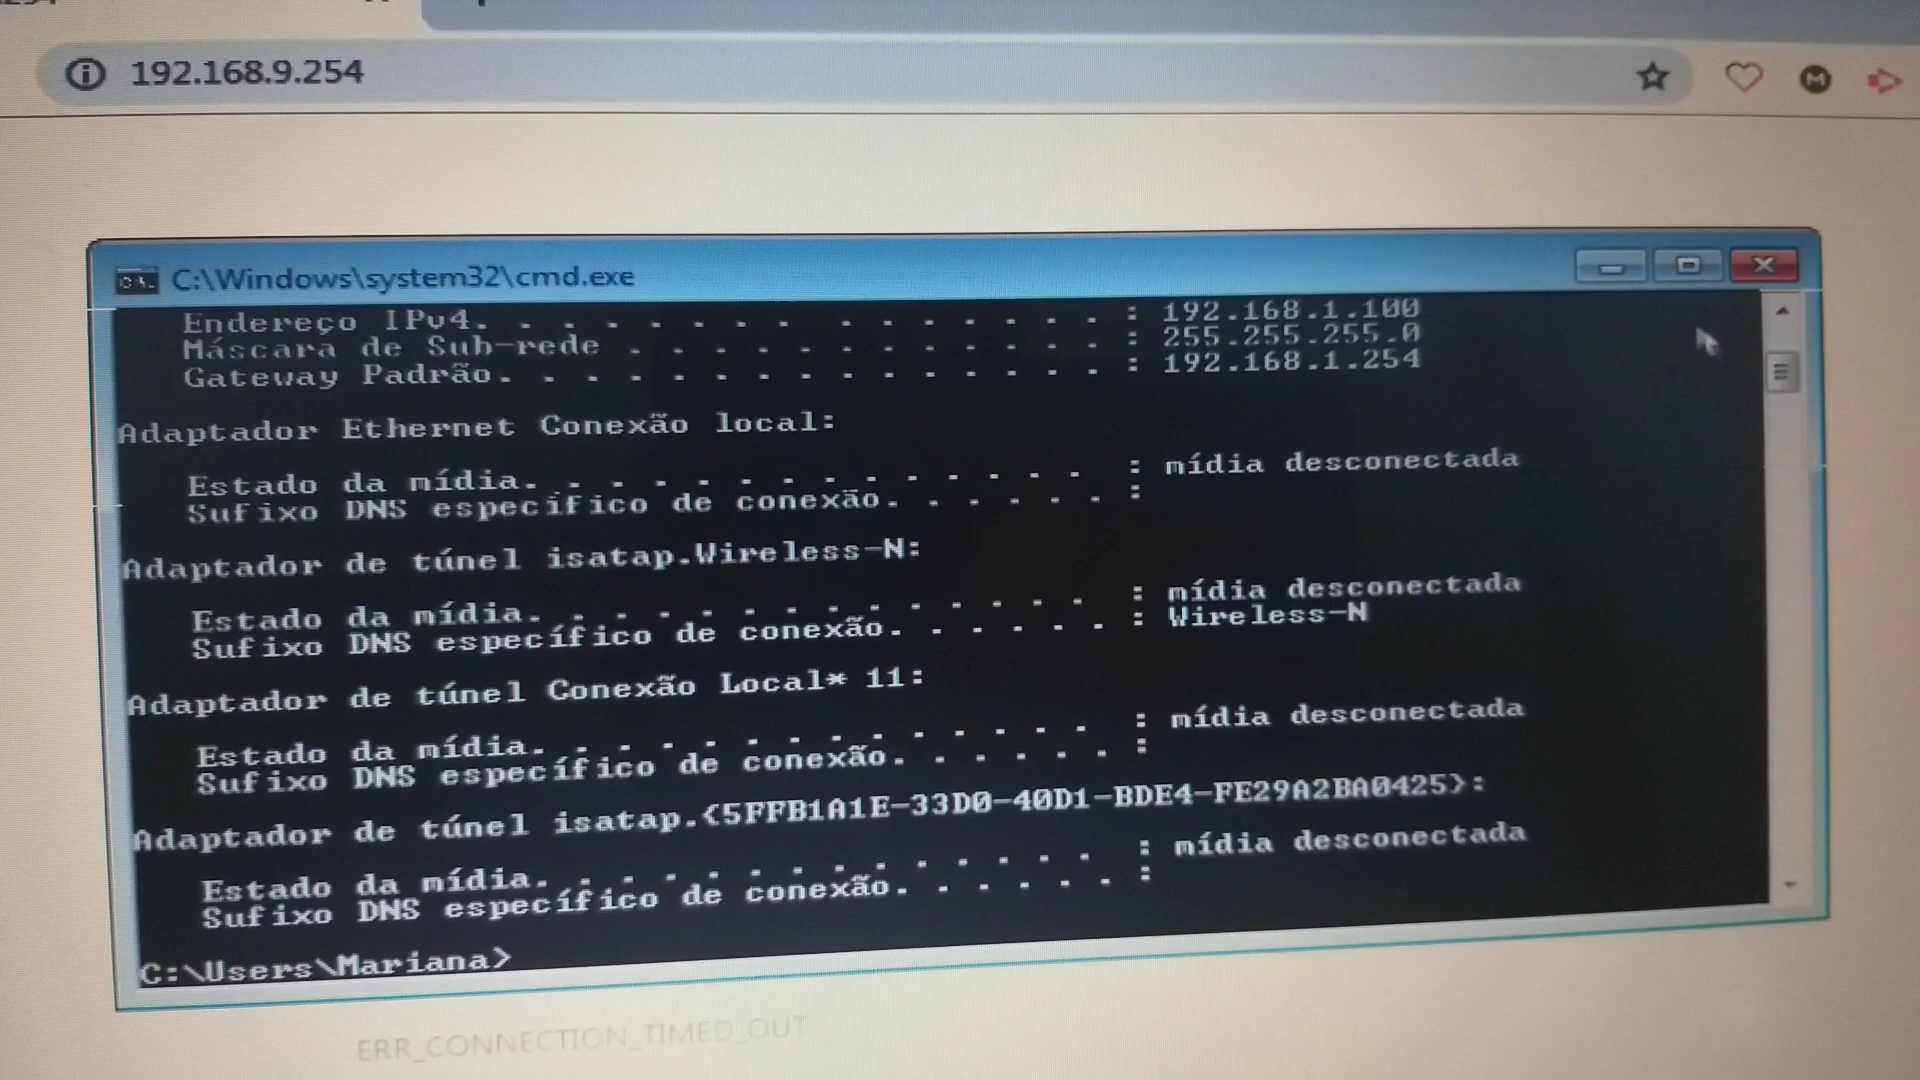 192.168.9.254
C:\Windows\system32\cmd.exe
Endereço IPv4. . . . . . . . . . . . . . . : 192.168.1.100
Máscara de Sub-rede . . . . . . . . . . . . : 255.255.255.0
Gateway Padrão. . . . . . . . . . . . . . . : 192.168.1.254
Adaptador Ethernet Conexão local:
Estado da mídia. . . . . . . . . . . . . . : mídia desconectada
Sufixo DNS específico de conexão. . . . . . :
Adaptador de túnel isatap.Wireless-N:
Estado da mídia. . . . . . . . . . . . . . : mídia desconectada
Sufixo DNS específico de conexão. . . . . . : Wireless-N
Adaptador de túnel Conexão Local* 11:
Estado da mídia. . . . . . . . . . . . . . : mídia desconectada
Sufixo DNS específico de conexão. . . . . . :
Adaptador de túnel isatap.{5FFB1A1E-33D0-40D1-BDE4-FE29A2BA0425}:
Estado da mídia. . . . . . . . . . . . . . : mídia desconectada
Sufixo DNS específico de conexão. . . . . . :
C:\Users\Mariana>
ERR_CONNECTION_TIMED_OUT